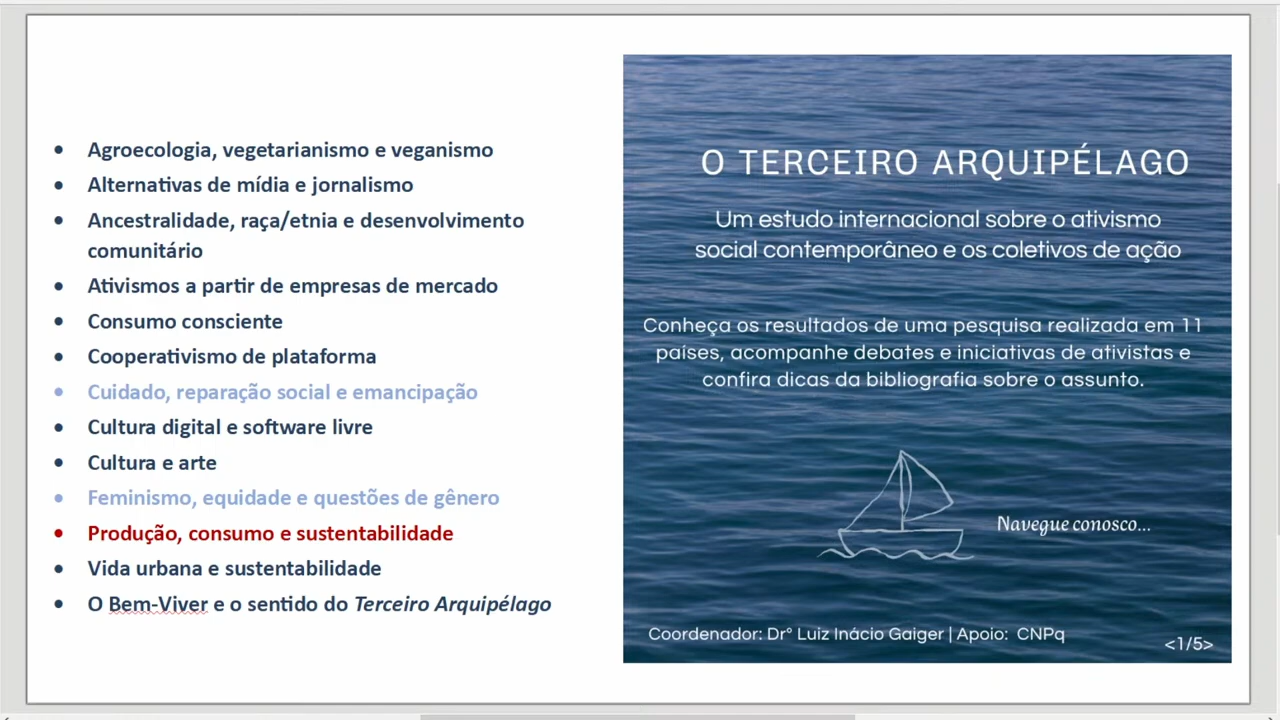 • Agroecologia, vegetarianismo e veganismo
• Alternativas de mídia e jornalismo
• Ancestralidade, raça/etnia e desenvolvimento
comunitário
• Ativismos a partir de empresas de mercado
• Consumo consciente
• Cooperativismo de plataforma
• Cuidado, reparação social e emancipação
• Cultura digital e software livre
• Cultura e arte
• Feminismo, equidade e questões de gênero
• Produção, consumo e sustentabilidade
• Vida urbana e sustentabilidade
• O Bem-Viver e o sentido do Terceiro Arquipélago
O TERCEIRO ARQUIPÉLAGO
Um estudo internacional sobre o ativismo
social contemporâneo e os coletivos de ação
Conheça os resultados de uma pesquisa realizada em 11
países, acompanhe debates e iniciativas de ativistas e
confira dicas da bibliografia sobre o assunto.
Navegue conosco...
Coordenador: Dr° Luiz Inácio Gaiger | Apoio: CNPq
<1/5>